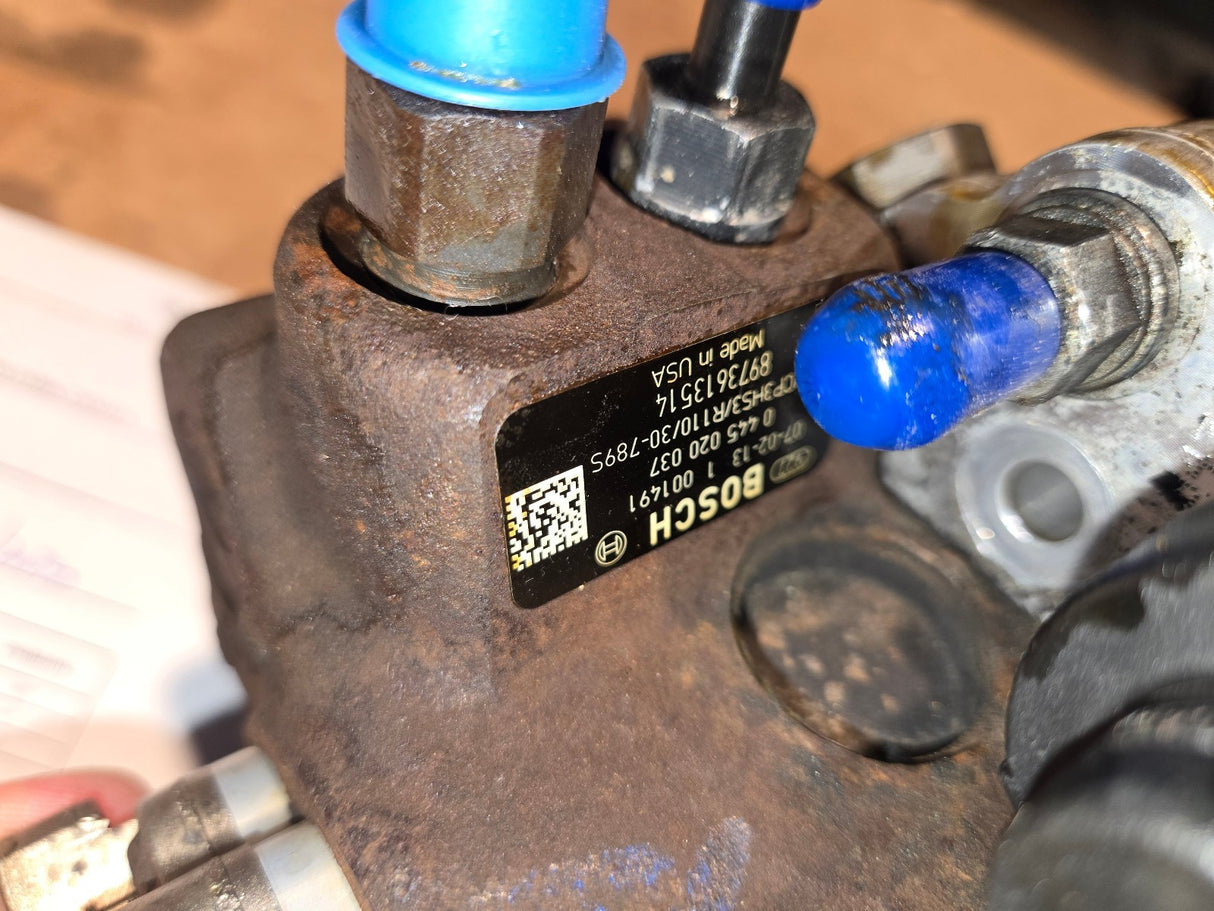 BOSCH
07-02-13 1 001491
0 445 020 037
CP3HS3/R110/30-789S
8973613514
Made in USA